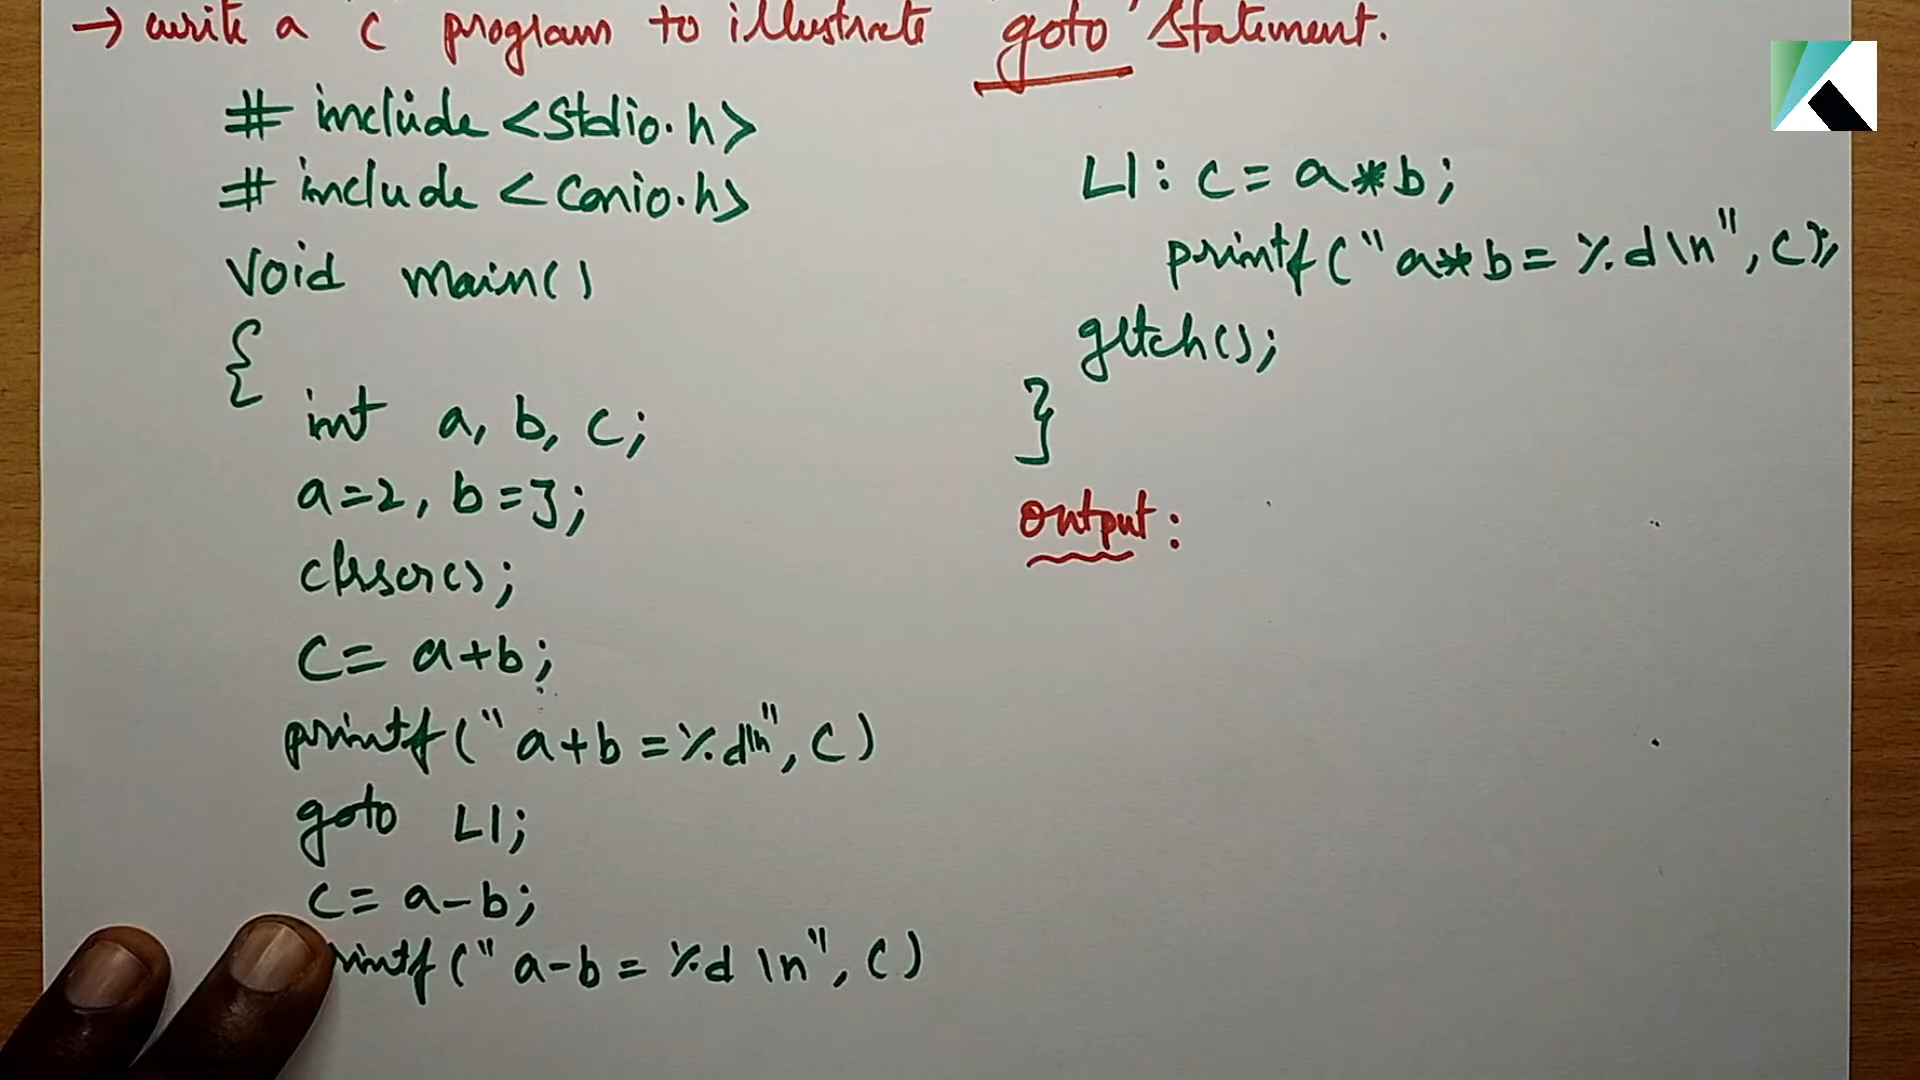 → write a c program to illustrate goto' statement.
# include <stdio.h>
# include <conio.h>
void main()
{
int a, b, c;
a=2, b=3;
clrscr();
c= a+b;
printf("a+b=%d\n", c)
goto L1;
c= a-b;
rintf("a-b=%d \n", c)
L1: c= a*b;
printf("a*b=%d\n", c);
getch();
}
output: